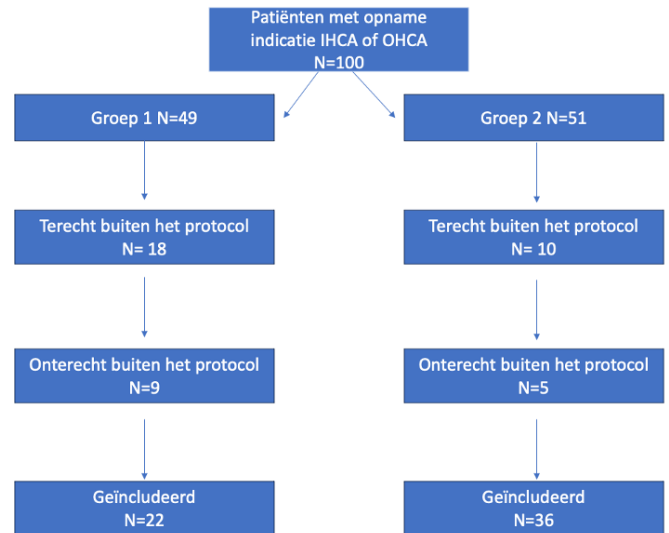 Patiënten met opname
indicatie IHCA of OHCA
N=100
Groep 1 N=49
Groep 2 N=51
Terecht buiten het protocol
N= 18
Terecht buiten het protocol
N= 10
Onterecht buiten het protocol
N=9
Onterecht buiten het protocol
N=5
Geïncludeerd
N=22
Geïncludeerd
N=36